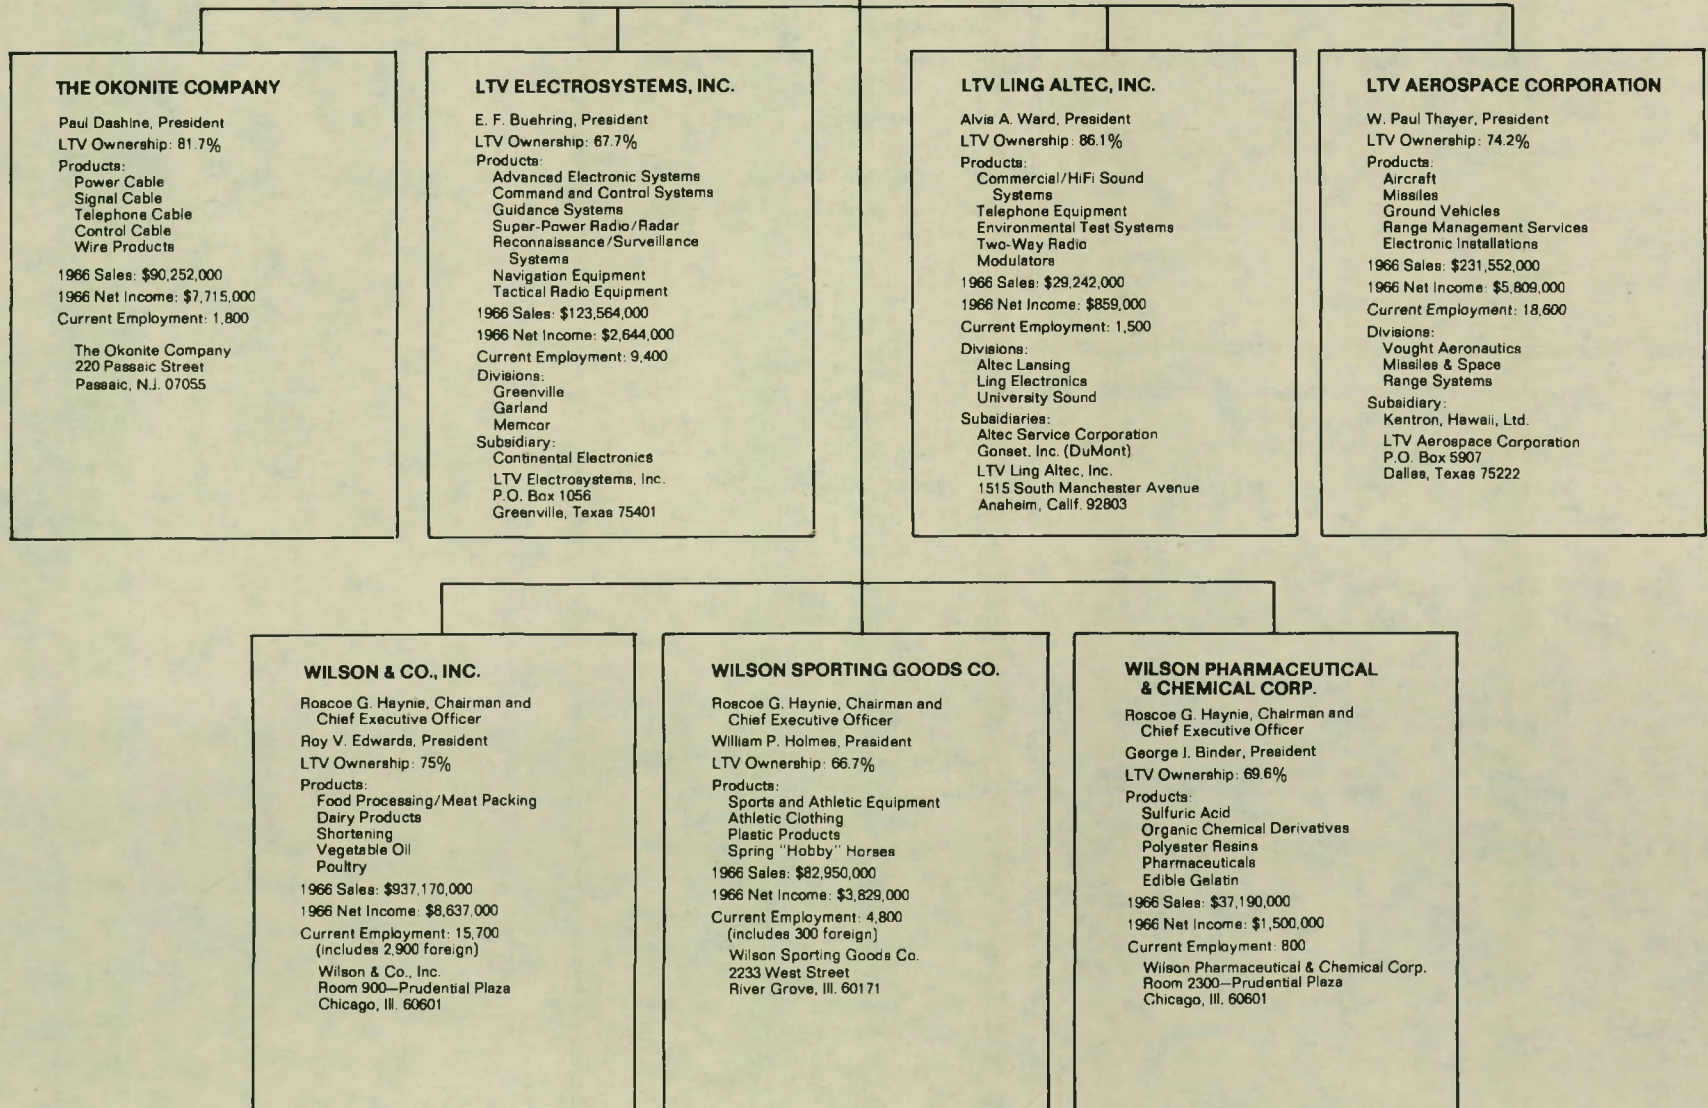 THE OKONITE COMPANY
Paul Dashine, President
LTV Ownership: 81.7%
Products:
Power Cable
Signal Cable
Telephone Cable
Control Cable
Wire Products
1966 Sales: $90,252,000
1966 Net Income: $7,715,000
Current Employment: 1,800
The Okonite Company
220 Passaic Street
Passaic, N.J. 07055
LTV ELECTROSYSTEMS, INC.
E. F. Buehring, President
LTV Ownership: 67.7%
Products:
Advanced Electronic Systems
Command and Control Systems
Guidance Systems
Super-Power Radio/Radar
Reconnaissance/Surveillance
Systems
Navigation Equipment
Tactical Radio Equipment
1966 Sales: $123,564,000
1966 Net Income: $2,644,000
Current Employment: 9,400
Divisions:
Greenville
Garland
Memcor
Subsidiary:
Continental Electronics
LTV Electrosystems, Inc.
P.O. Box 1056
Greenville, Texas 75401
LTV LING ALTEC, INC.
Alvis A. Ward, President
LTV Ownership: 86.1%
Products:
Commercial/HiFi Sound
Systems
Telephone Equipment
Environmental Test Systems
Two-Way Radio
Modulators
1966 Sales: $29,242,000
1966 Net Income: $859,000
Current Employment: 1,500
Divisions:
Altec Lansing
Ling Electronics
University Sound
Subsidiaries:
Altec Service Corporation
Gonset, Inc. (DuMont)
LTV Ling Altec, Inc.
1515 South Manchester Avenue
Anaheim, Calif. 92803
LTV AEROSPACE CORPORATION
W. Paul Thayer, President
LTV Ownership: 74.2%
Products:
Aircraft
Missiles
Ground Vehicles
Range Management Services
Electronic Installations
1966 Sales: $231,552,000
1966 Net Income: $5,809,000
Current Employment: 18,600
Divisions:
Vought Aeronautics
Missiles & Space
Range Systems
Subsidiary:
Kentron, Hawaii, Ltd.
LTV Aerospace Corporation
P.O. Box 5907
Dallas, Texas 75222
WILSON & CO., INC.
Roscoe G. Haynie, Chairman and
Chief Executive Officer
Roy V. Edwards, President
LTV Ownership: 75%
Products:
Food Processing/Meat Packing
Dairy Products
Shortening
Vegetable Oil
Poultry
1966 Sales: $937,170,000
1966 Net Income: $8,637,000
Current Employment: 15,700
(includes 2,900 foreign)
Wilson & Co., Inc.
Room 900—Prudential Plaza
Chicago, Ill. 60601
WILSON SPORTING GOODS CO.
Roscoe G. Haynie, Chairman and
Chief Executive Officer
William P. Holmes, President
LTV Ownership: 66.7%
Products:
Sports and Athletic Equipment
Athletic Clothing
Plastic Products
Spring "Hobby" Horses
1966 Sales: $82,950,000
1966 Net Income: $3,829,000
Current Employment: 4,800
(includes 300 foreign)
Wilson Sporting Goods Co.
2233 West Street
River Grove, Ill. 60171
WILSON PHARMACEUTICAL
& CHEMICAL CORP.
Roscoe G. Haynie, Chairman and
Chief Executive Officer
George I. Binder, President
LTV Ownership: 69.6%
Products:
Sulfuric Acid
Organic Chemical Derivatives
Polyester Resins
Pharmaceuticals
Edible Gelatin
1966 Sales: $37,190,000
1966 Net Income: $1,500,000
Current Employment: 800
Wilson Pharmaceutical & Chemical Corp.
Room 2300—Prudential Plaza
Chicago, Ill. 60601